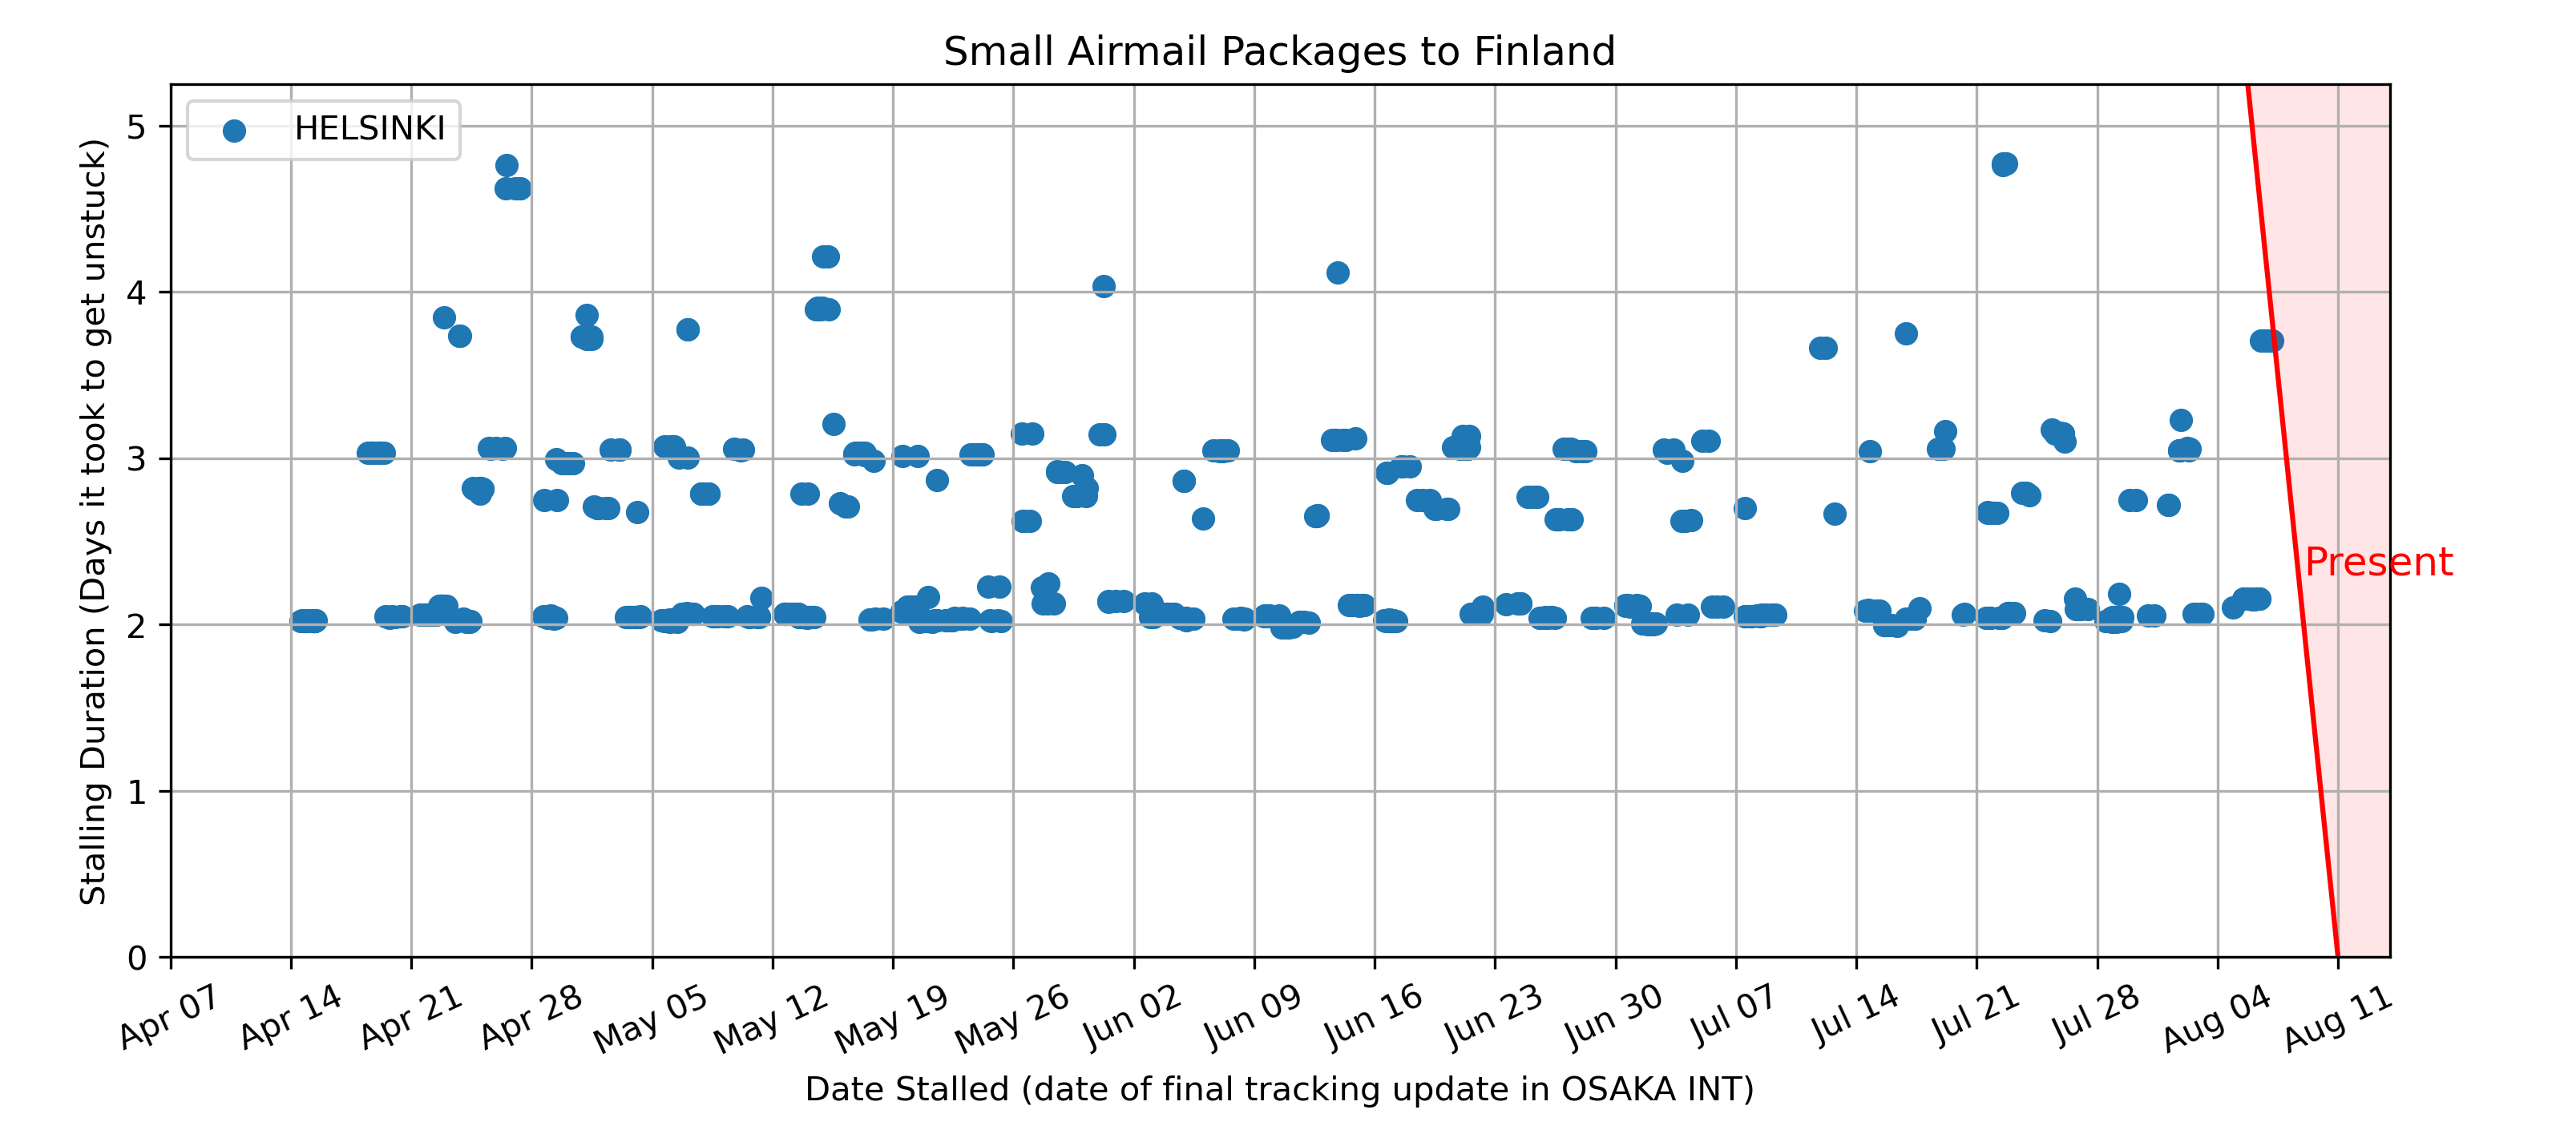 Small Airmail Packages to Finland
HELSINKI
Stalling Duration (Days it took to get unstuck)
5
4
3
2
1
0
Present
Apr 07
Apr 14
Apr 21
Apr 28
May 05
May 12
May 19
May 26
Jun 02
Jun 09
Jun 16
Jun 23
Jun 30
Jul 07
Jul 14
Jul 21
Jul 28
Aug 04
Aug 11
Date Stalled (date of final tracking update in OSAKA INT)